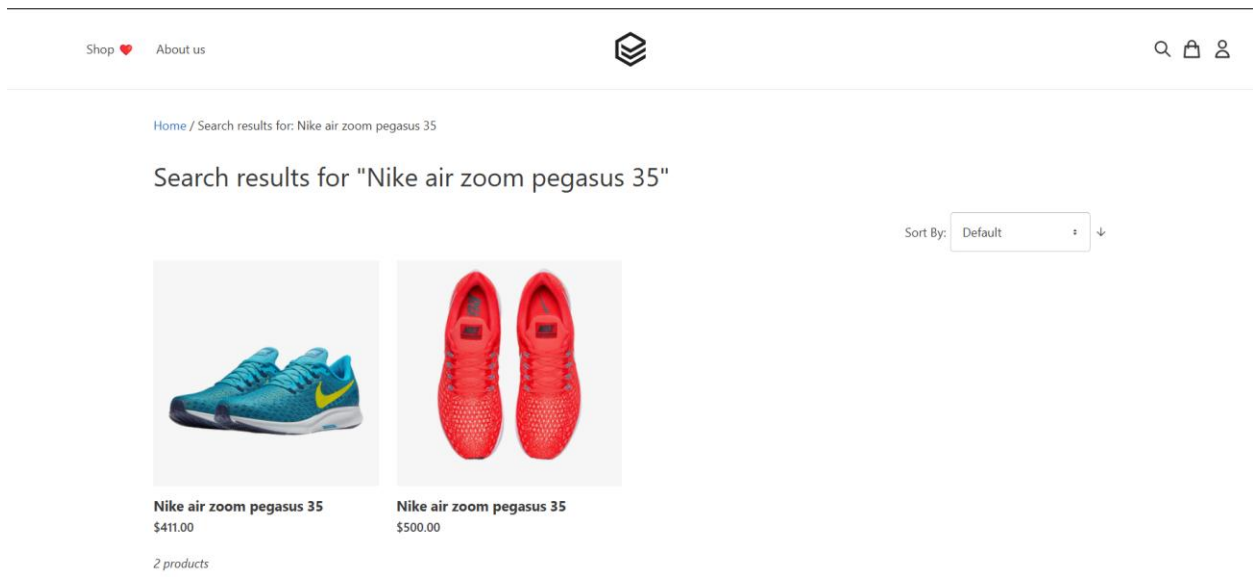 Shop ❤️ About us
Home / Search results for: Nike air zoom pegasus 35
Search results for "Nike air zoom pegasus 35"
Sort By: Default ↓
Nike air zoom pegasus 35 Nike air zoom pegasus 35
$411.00 $500.00
2 products